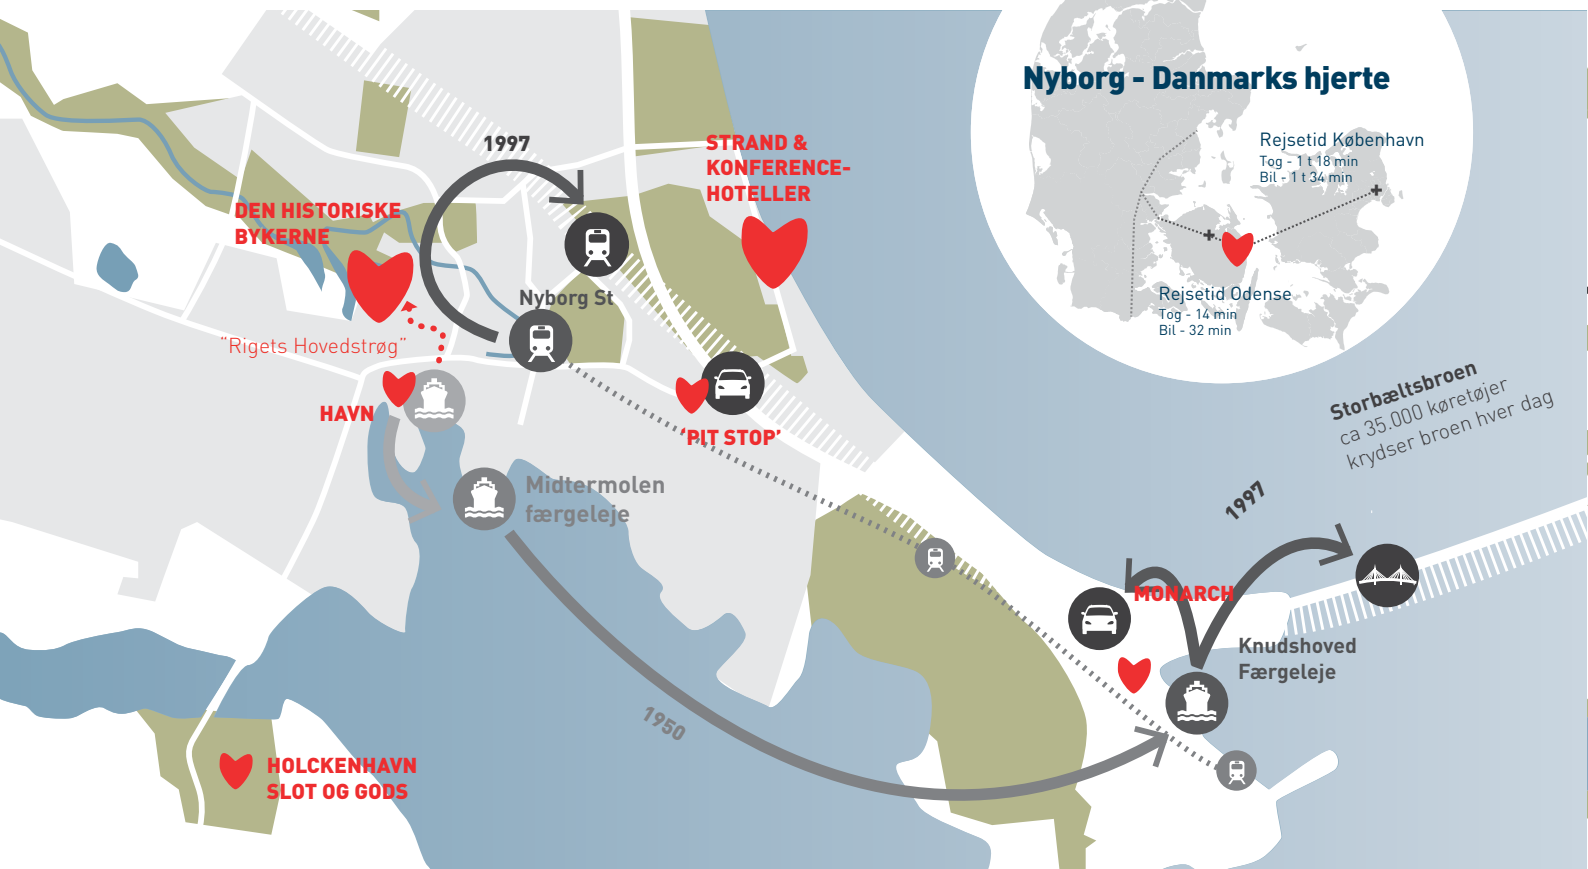 Nyborg - Danmarks hjerte
Rejsetid København
Tog - 1 t 18 min
Bil - 1 t 34 min
Rejsetid Odense
Tog - 14 min
Bil - 32 min
1997
STRAND &
KONFERENCE-
HOTELLER
DEN HISTORISKE
BYKERNE
Nyborg St
"Rigets Hovedstrøg"
HAVN
'PIT STOP'
Midtermolen
færgeleje
Storbæltsbroen
ca 35.000 køretøjer
krydser broen hver dag
1997
MONARCH
Knudshoved
Færgeleje
1950
HOLCKENHAVN
SLOT OG GODS